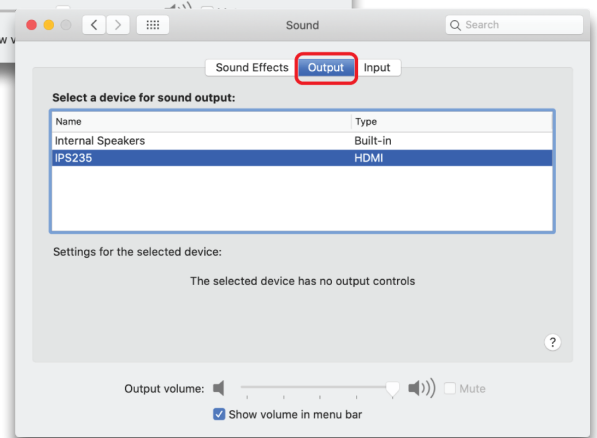 Sound
Search
Sound Effects Output Input
Select a device for sound output:
Name Type
Internal Speakers Built-in
IPS235 HDMI
Settings for the selected device:
The selected device has no output controls
?
Output volume: Mute
Show volume in menu bar